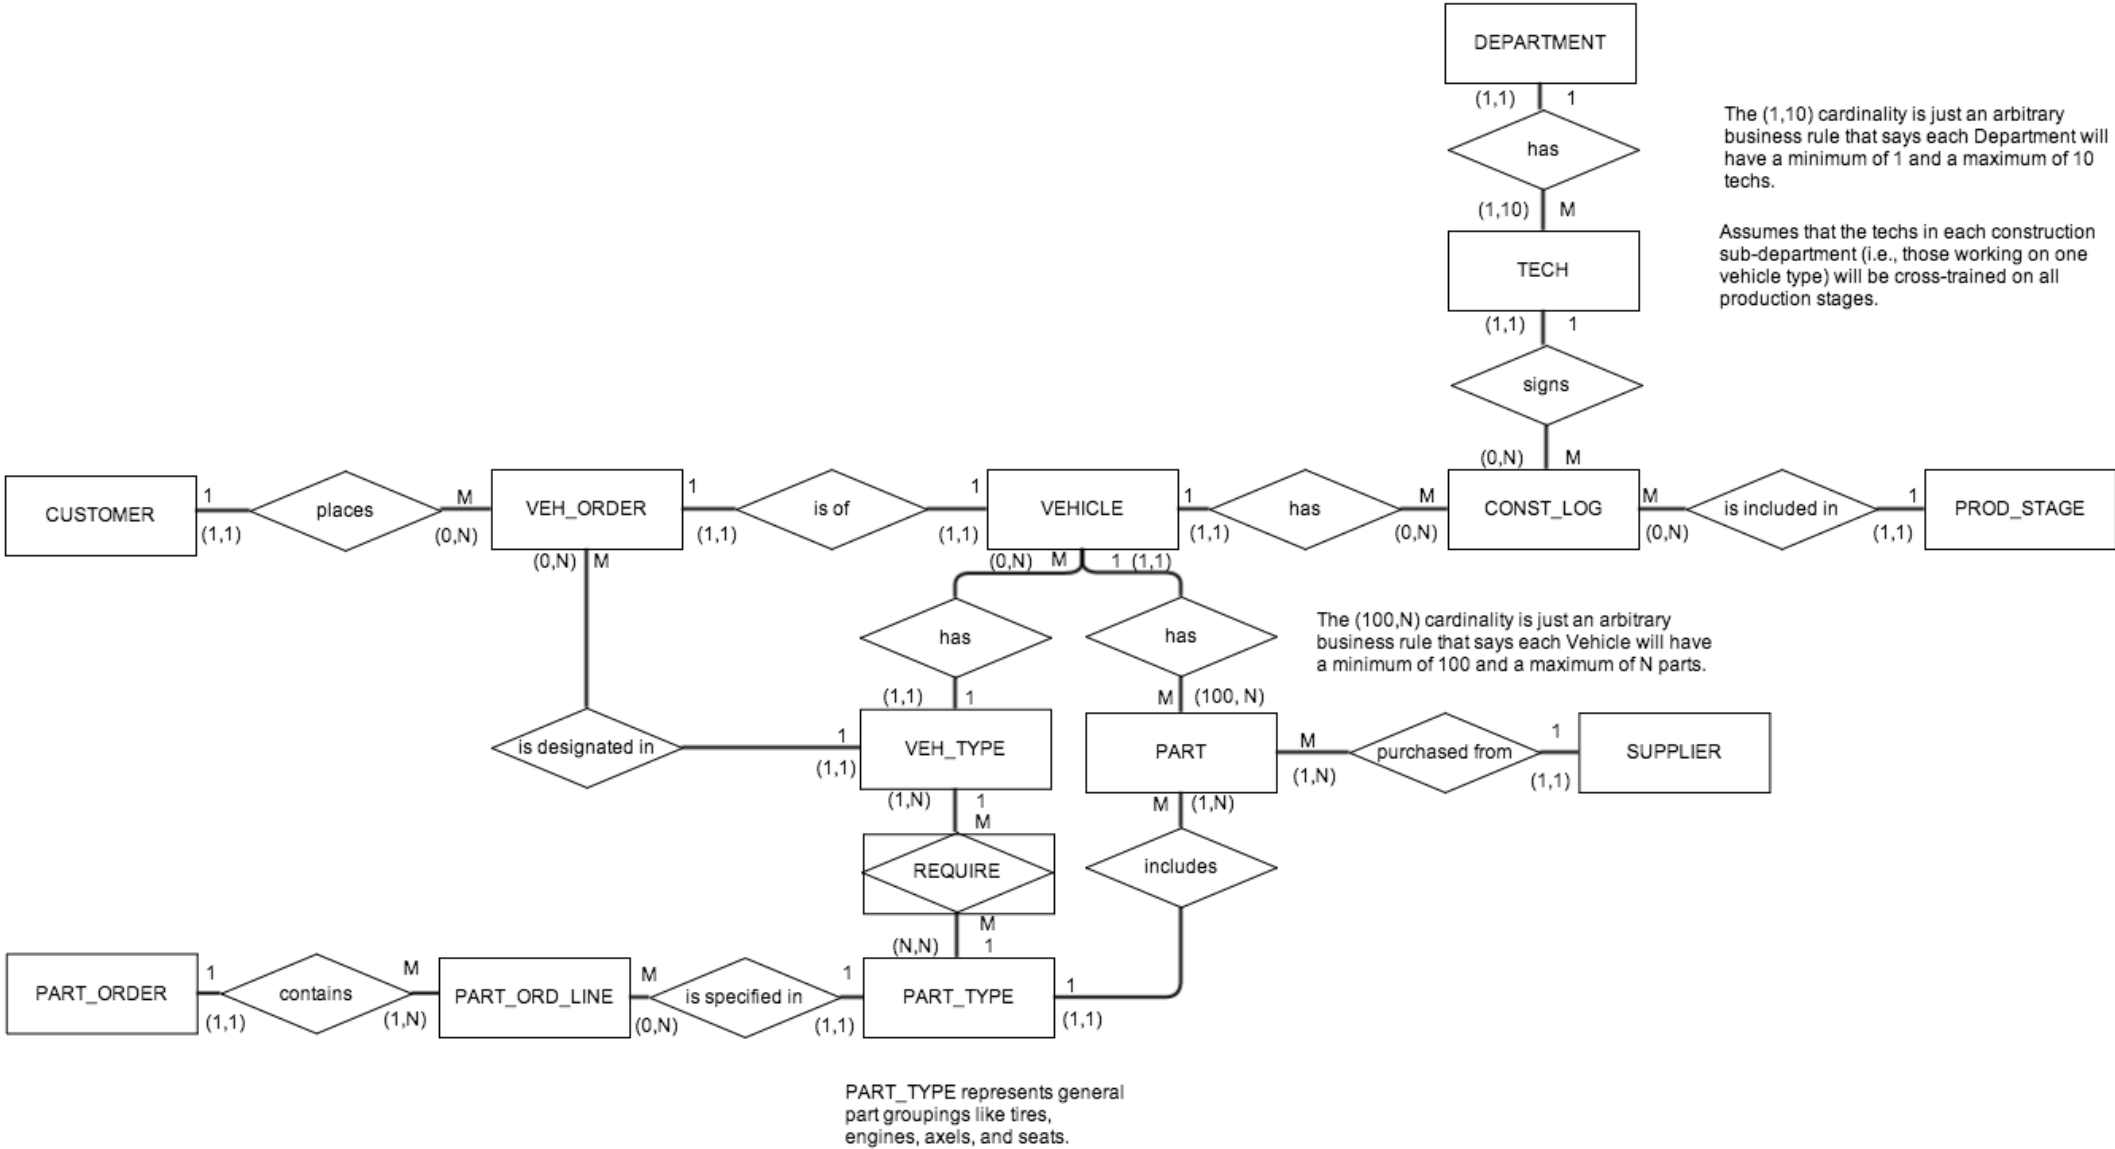 DEPARTMENT
(1,1) 1
has
(1,10) M
TECH
(1,1) 1
signs
(0,N) M
The (1,10) cardinality is just an arbitrary
business rule that says each Department will
have a minimum of 1 and a maximum of 10
techs.
Assumes that the techs in each construction
sub-department (i.e., those working on one
vehicle type) will be cross-trained on all
production stages.
CUSTOMER
1
(1,1)
places
M
(0,N)
VEH_ORDER
1
(1,1)
is of
1
(1,1)
VEHICLE
1
(1,1)
has
M
(0,N)
CONST_LOG
M
(0,N)
is included in
1
(1,1)
PROD_STAGE
(0,N) M
(0,N) M
1 (1,1)
has
has
The (100,N) cardinality is just an arbitrary
business rule that says each Vehicle will have
a minimum of 100 and a maximum of N parts.
(1,1) 1
M (100, N)
is designated in
1
(1,1)
VEH_TYPE
PART
M
(1,N)
purchased from
1
(1,1)
SUPPLIER
(1,N) 1
M
M (1,N)
REQUIRE
includes
M
(N,N) 1
PART_ORDER
1
(1,1)
contains
M
(1,N)
PART_ORD_LINE
M
(0,N)
is specified in
1
(1,1)
PART_TYPE
1
(1,1)
PART_TYPE represents general
part groupings like tires,
engines, axels, and seats.